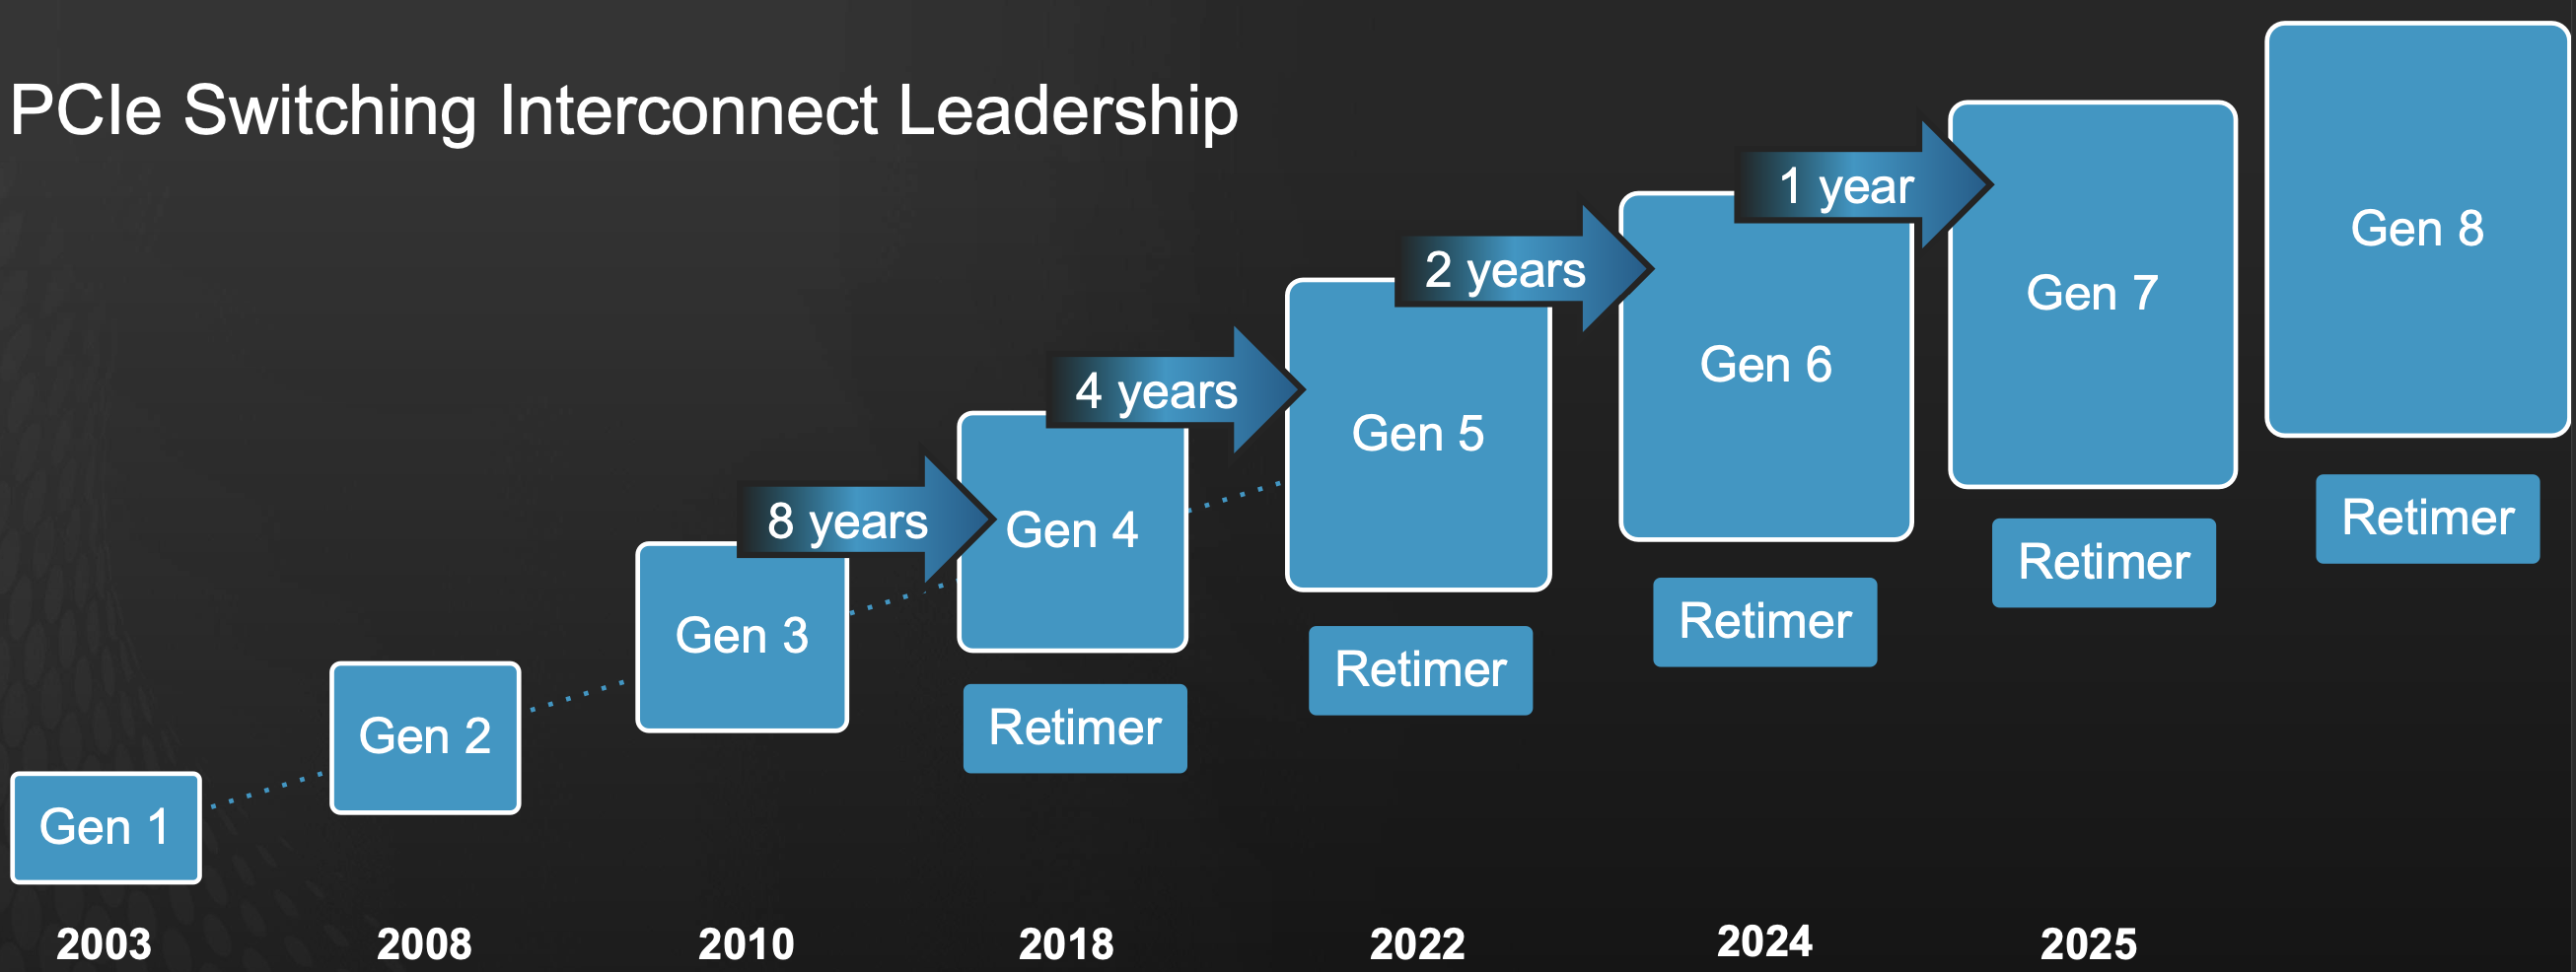 PCIe Switching Interconnect Leadership
Gen 1
Gen 2
Gen 3
8 years
Gen 4
Retimer
4 years
Gen 5
Retimer
2 years
Gen 6
Retimer
1 year
Gen 7
Retimer
Gen 8
Retimer
2003
2008
2010
2018
2022
2024
2025